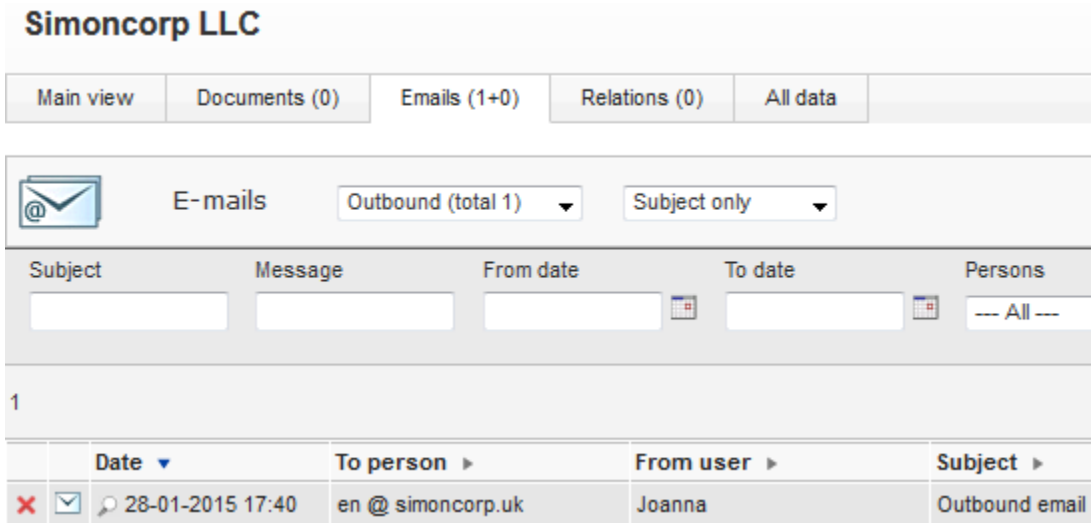 Simoncorp LLC
Main view Documents (0) Emails (1+0) Relations (0) All data
@ E-mails Outbound (total 1) Subject only
Subject Message From date To date Persons
--- All ---
1
Date To person From user Subject
28-01-2015 17:40 en @ simoncorp.uk Joanna Outbound email